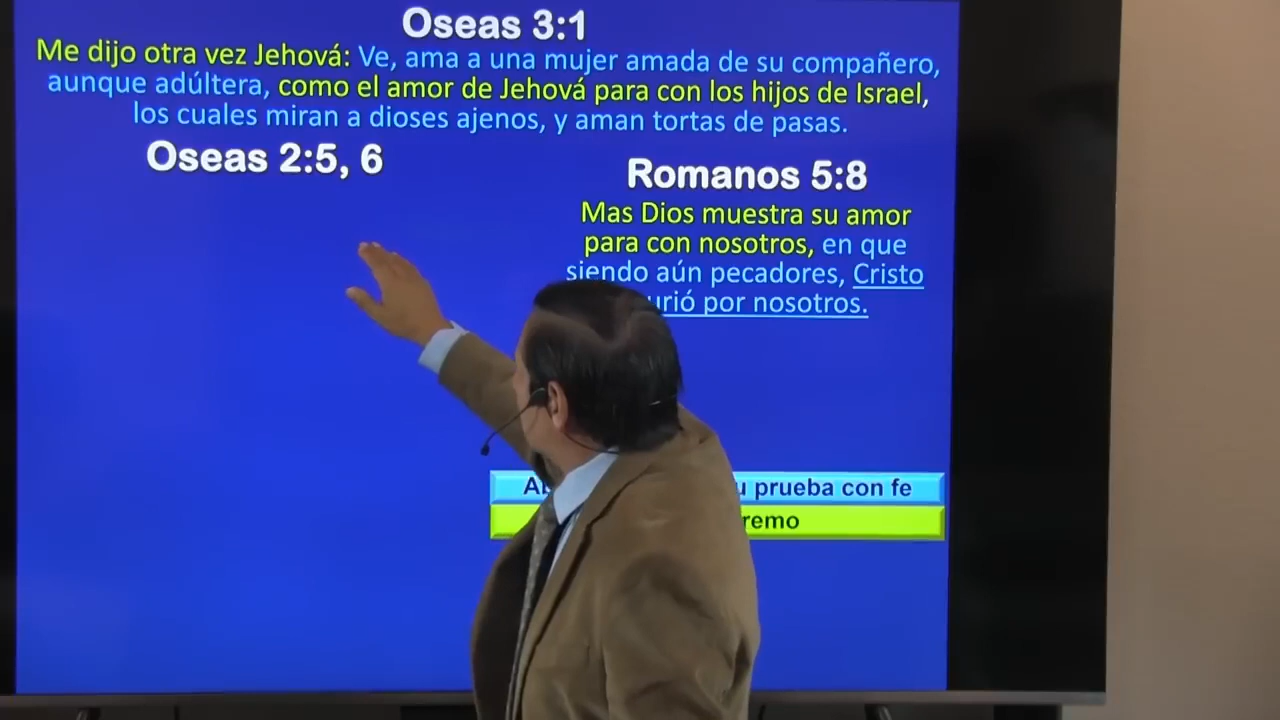 Oseas 3:1
Me dijo otra vez Jehová: Ve, ama a una mujer amada de su compañero,
aunque adúltera, como el amor de Jehová para con los hijos de Israel,
los cuales miran a dioses ajenos, y aman tortas de pasas.
Oseas 2:5, 6
Romanos 5:8
Mas Dios muestra su amor
para con nosotros, en que
siendo aún pecadores, Cristo
por nosotros.
prueba con fe